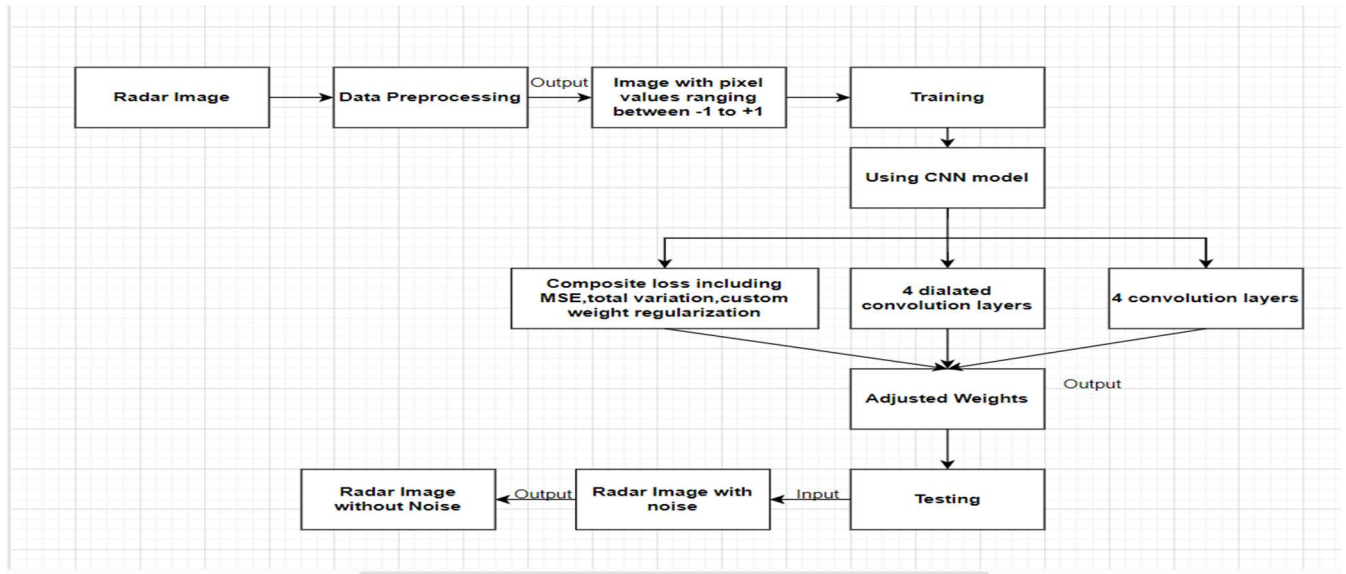 Radar Image
Data Preprocessing
Output
Image with pixel
values ranging
between -1 to +1
Training
Using CNN model
Composite loss including
MSE,total variation,custom
weight regularization
4 dialated
convolution layers
4 convolution layers
Adjusted Weights
Output
Radar Image
without Noise
Output
Radar Image with
noise
Input
Testing